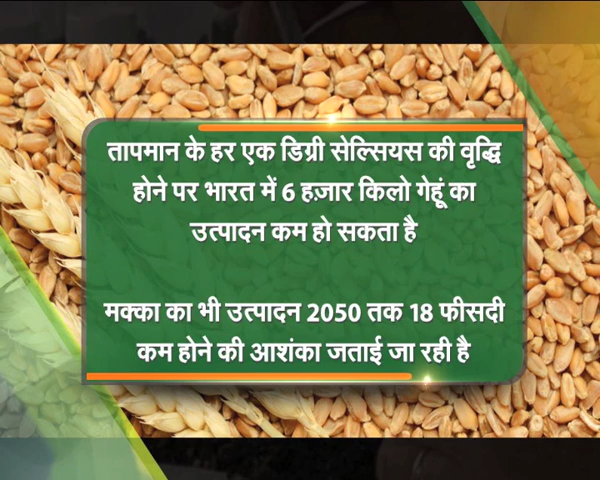 तापमान के हर एक डिग्री सेल्सियस की वृद्धि
होने पर भारत में 6 हज़ार किलो गेहूं का
उत्पादन कम हो सकता है
मक्का का भी उत्पादन 2050 तक 18 फीसदी
कम होने की आशंका जताई जा रही है